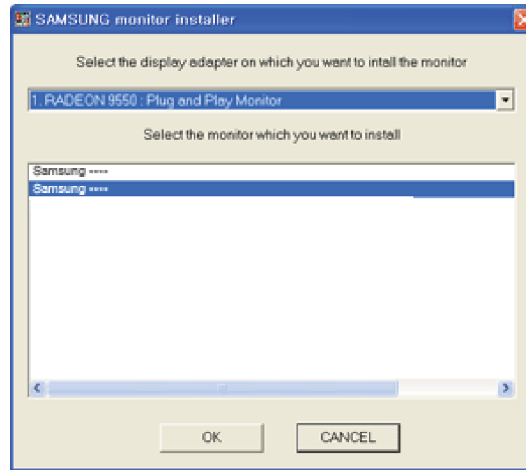 SAMSUNG monitor installer
Select the display adapter on which you want to intall the monitor
1. RADEON 9550 : Plug and Play Monitor
Select the monitor which you want to install
Samsung ----
Samsung ----
OK
CANCEL